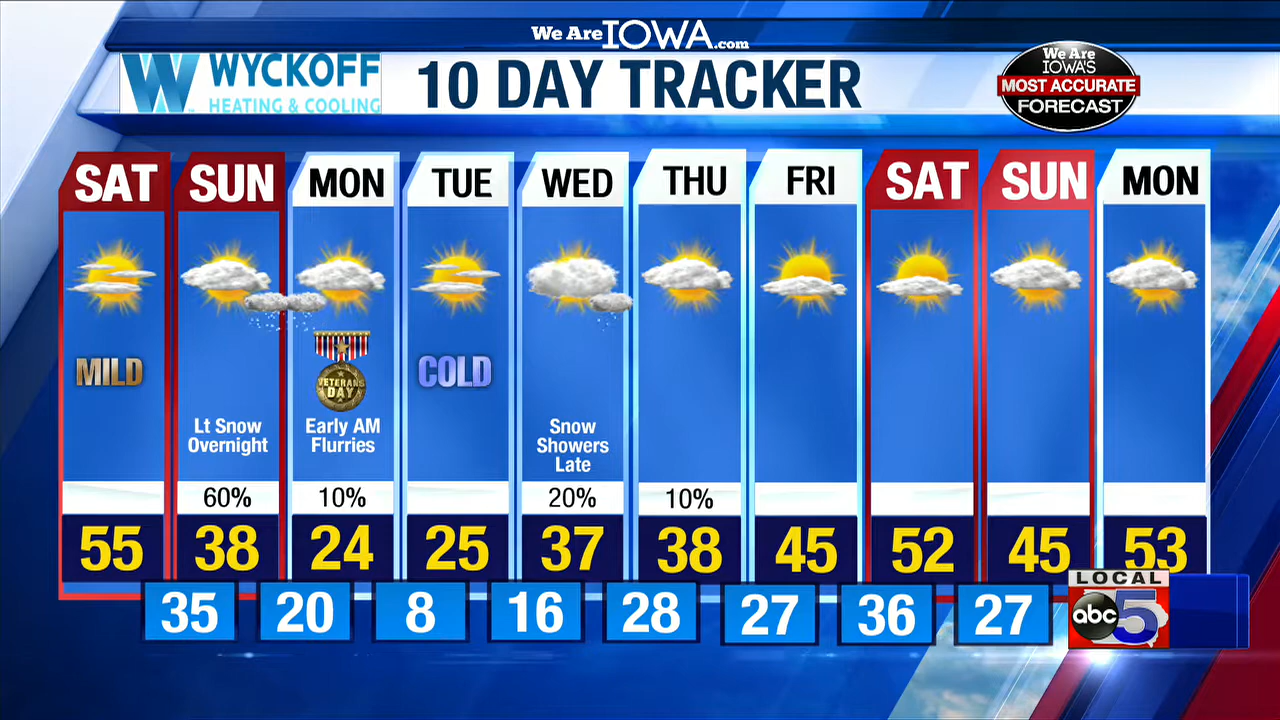 We Are IOWA.com
W WYCKOFF
HEATING & COOLING
10 DAY TRACKER
We Are
IOWA'S
MOST ACCURATE
FORECAST
SAT SUN MON TUE WED THU FRI SAT SUN MON
MILD
VETERANS
DAY
COLD
Lt Snow
Overnight
Early AM
Flurries
Snow
Showers
Late
60% 10% 20% 10%
55 38 24 25 37 38 45 52 45 53
35 20 8 16 28 27 36 27
LOCAL
abc 5